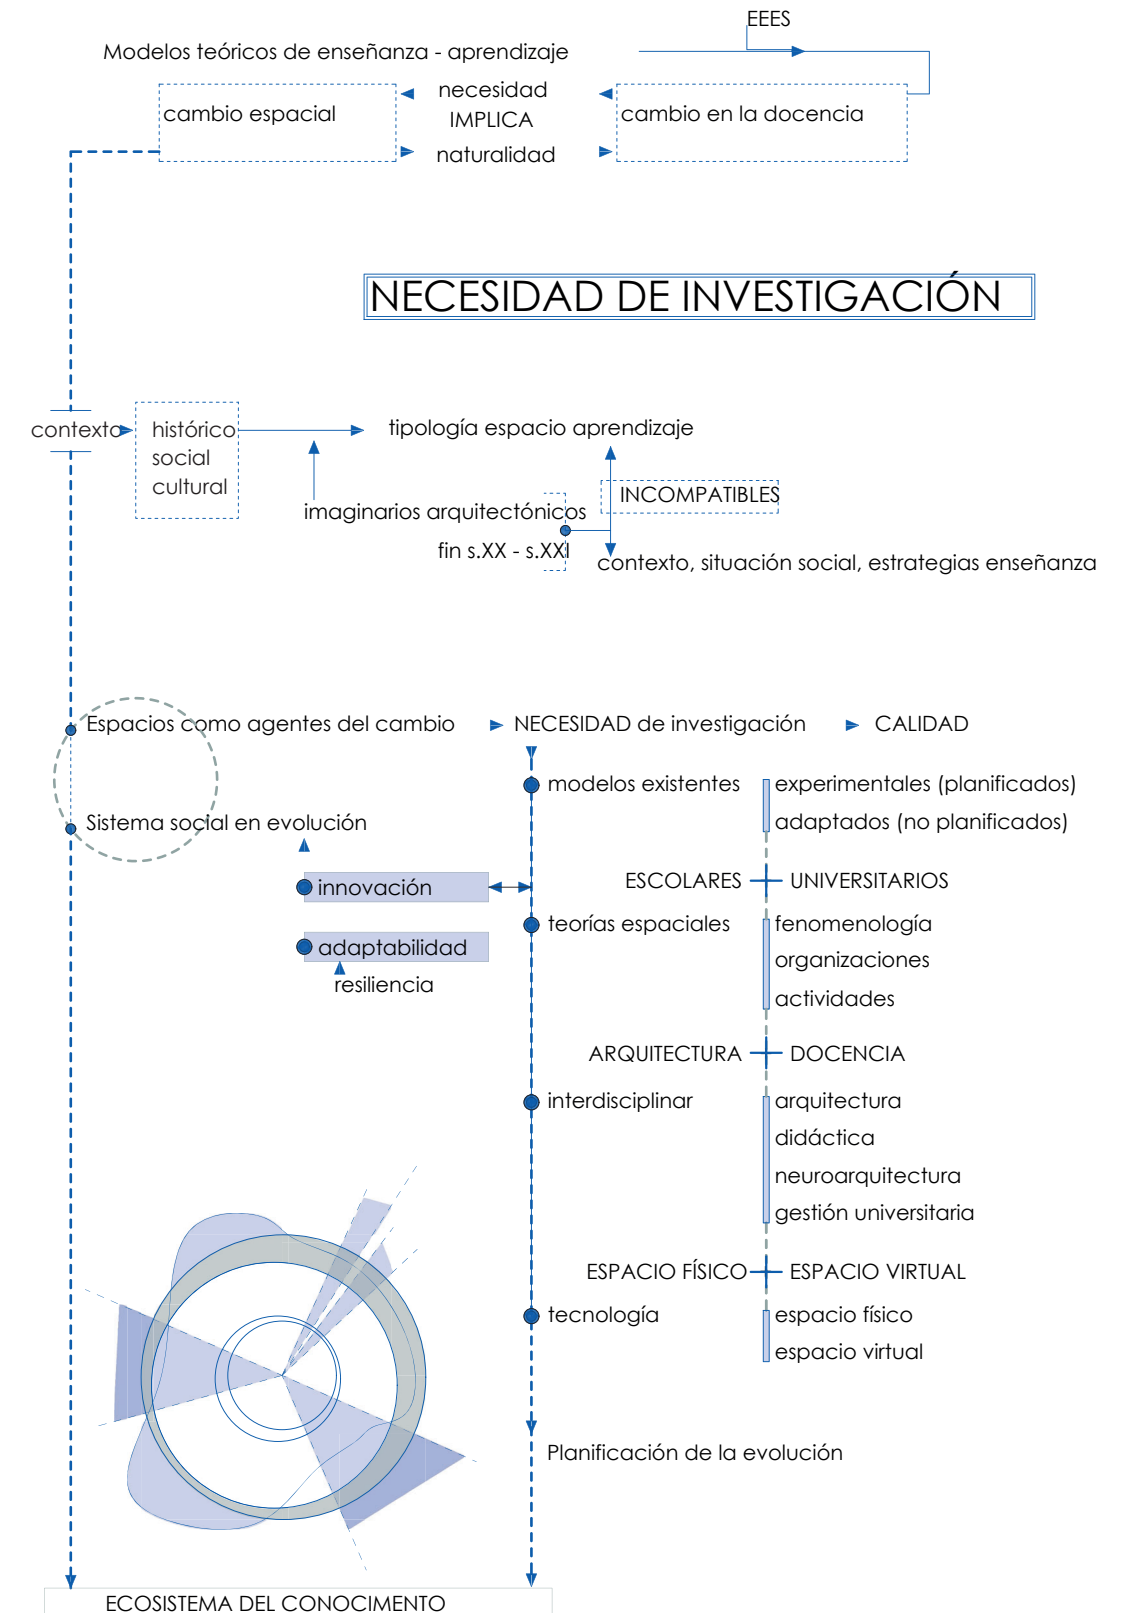 EEES
Modelos teóricos de enseñanza - aprendizaje
necesidad
cambio espacial
IMPLICA
cambio en la docencia
naturalidad
NECESIDAD DE INVESTIGACIÓN
contexto
histórico
social
cultural
tipología espacio aprendizaje
INCOMPATIBLES
imaginarios arquitectónicos
fin s.XX - s.XXI
contexto, situación social, estrategias enseñanza
Espacios como agentes del cambio
NECESIDAD de investigación
CALIDAD
modelos existentes
experimentales (planificados)
adaptados (no planificados)
Sistema social en evolución
innovación
ESCOLARES
UNIVERSITARIOS
adaptabilidad
resiliencia
teorías espaciales
fenomenología
organizaciones
actividades
ARQUITECTURA
DOCENCIA
interdisciplinar
arquitectura
didáctica
neuroarquitectura
gestión universitaria
ESPACIO FÍSICO
ESPACIO VIRTUAL
tecnología
espacio físico
espacio virtual
Planificación de la evolución
ECOSISTEMA DEL CONOCIMENTO